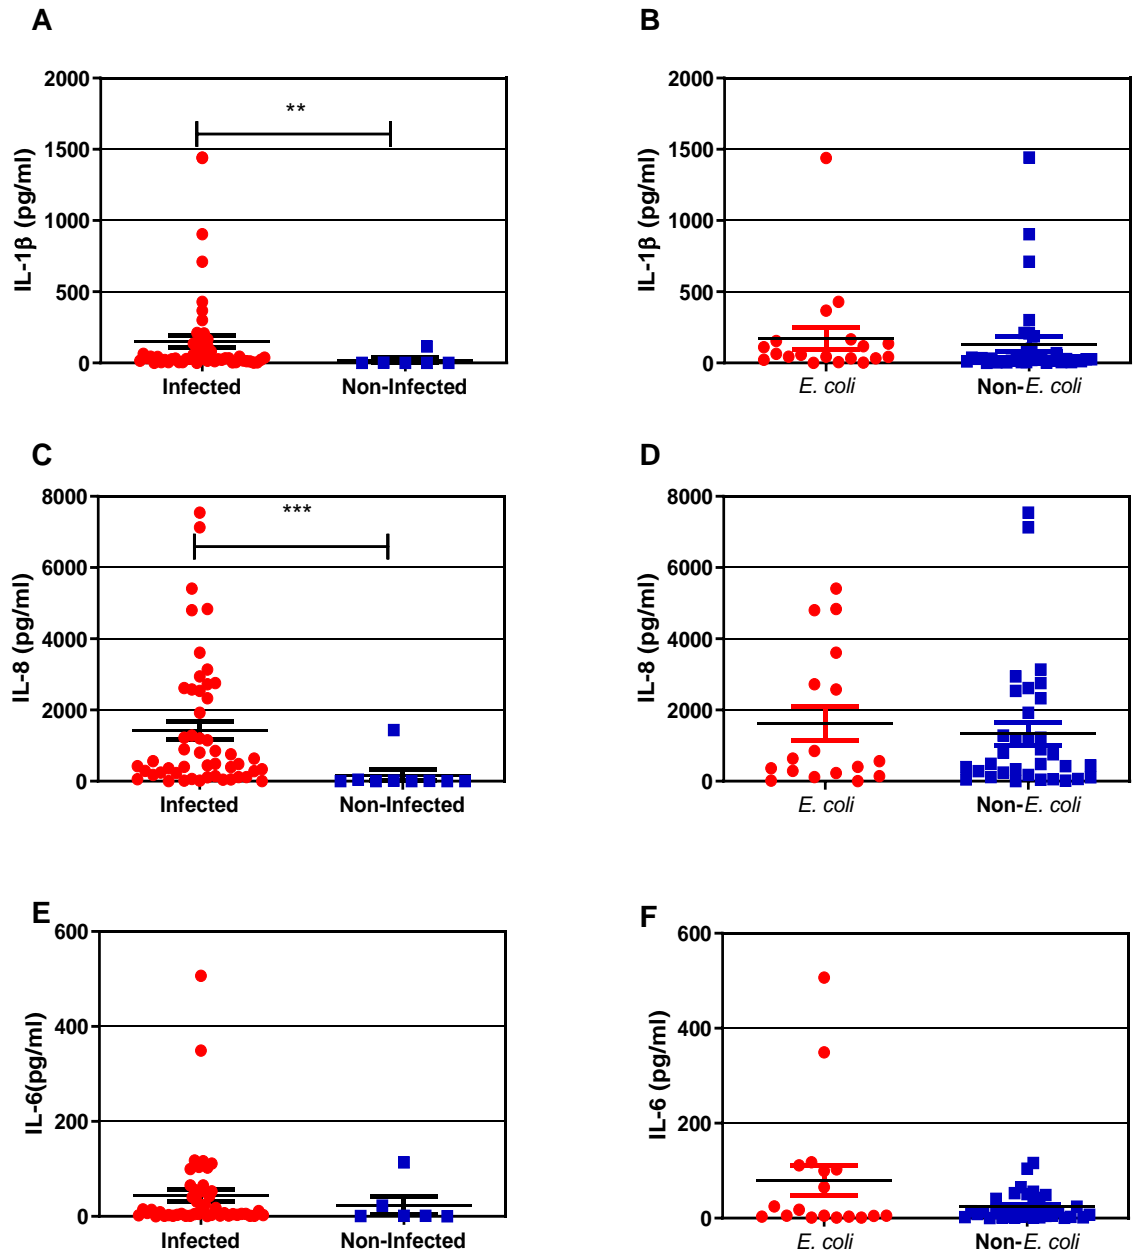 A
B
2000
1500
1000
500
0
IL-1β (pg/ml)
**
Infected
Non-Infected
2000
1500
1000
500
0
IL-1β (pg/ml)
E. coli
Non-E. coli
C
D
8000
6000
4000
2000
0
IL-8 (pg/ml)
***
Infected
Non-Infected
8000
6000
4000
2000
0
IL-8 (pg/ml)
E. coli
Non-E. coli
E
F
600
400
200
0
IL-6(pg/ml)
Infected
Non-Infected
600
400
200
0
IL-6 (pg/ml)
E. coli
Non-E. coli